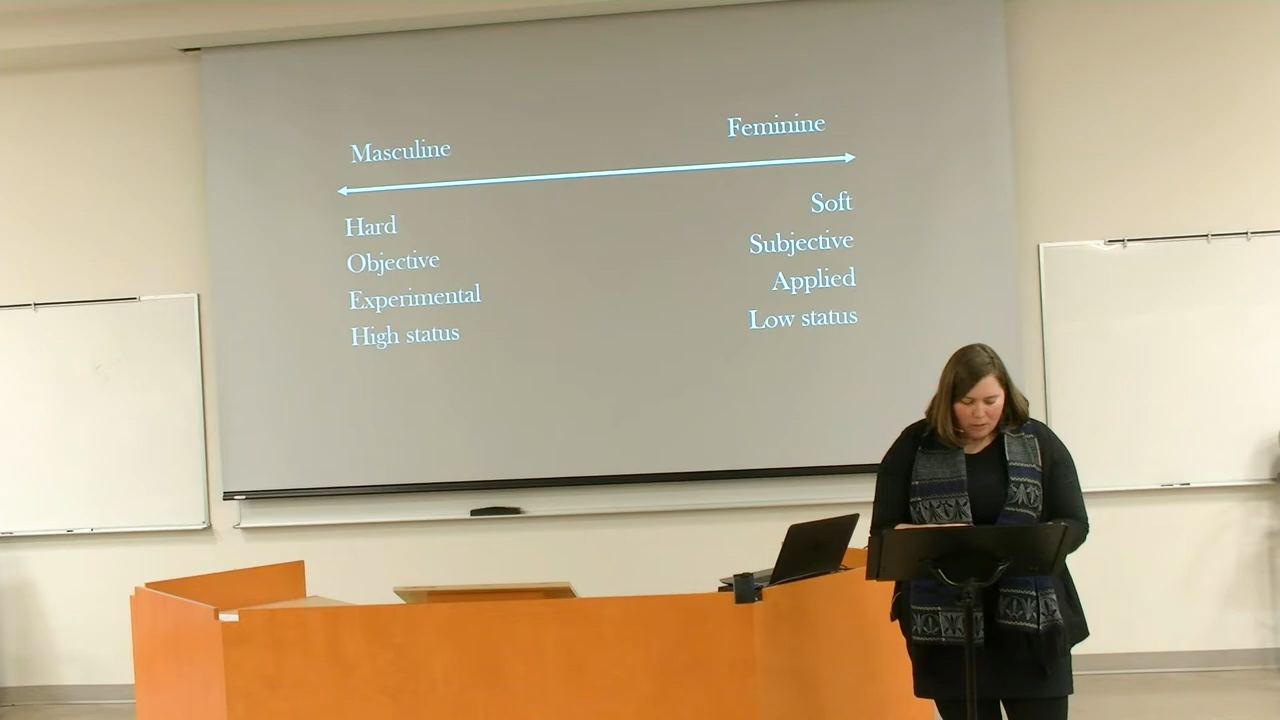 Masculine
Feminine
Hard
Soft
Objective
Subjective
Experimental
Applied
High status
Low status